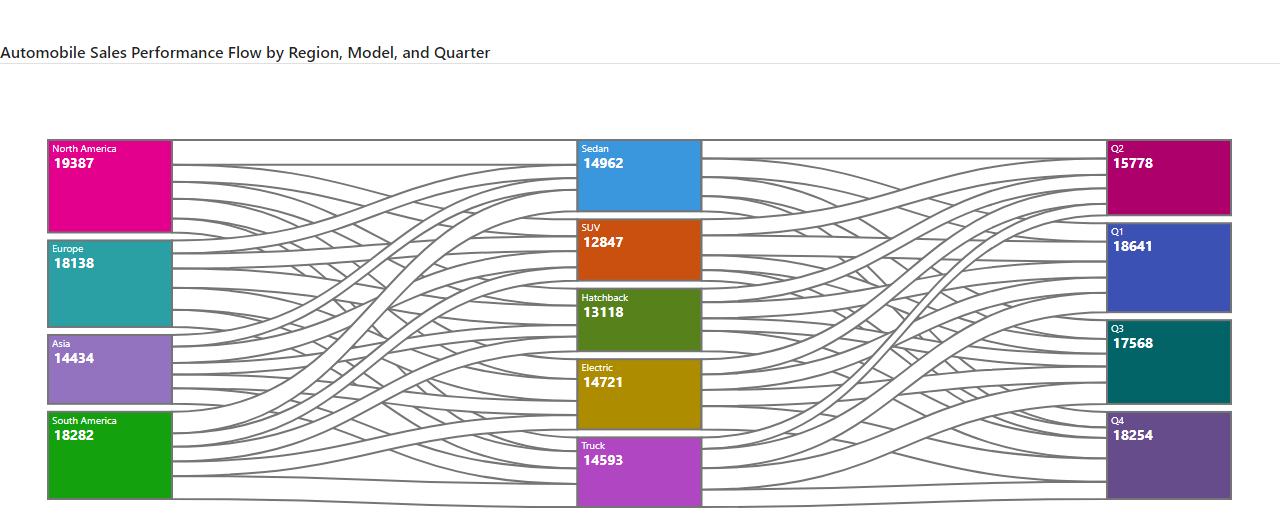 Automobile Sales Performance Flow by Region, Model, and Quarter
North America
19387
Europe
18138
Asia
14434
South America
18282
Sedan
14962
SUV
12847
Hatchback
13118
Electric
14721
Truck
14593
Q2
15778
Q1
18641
Q3
17568
Q4
18254